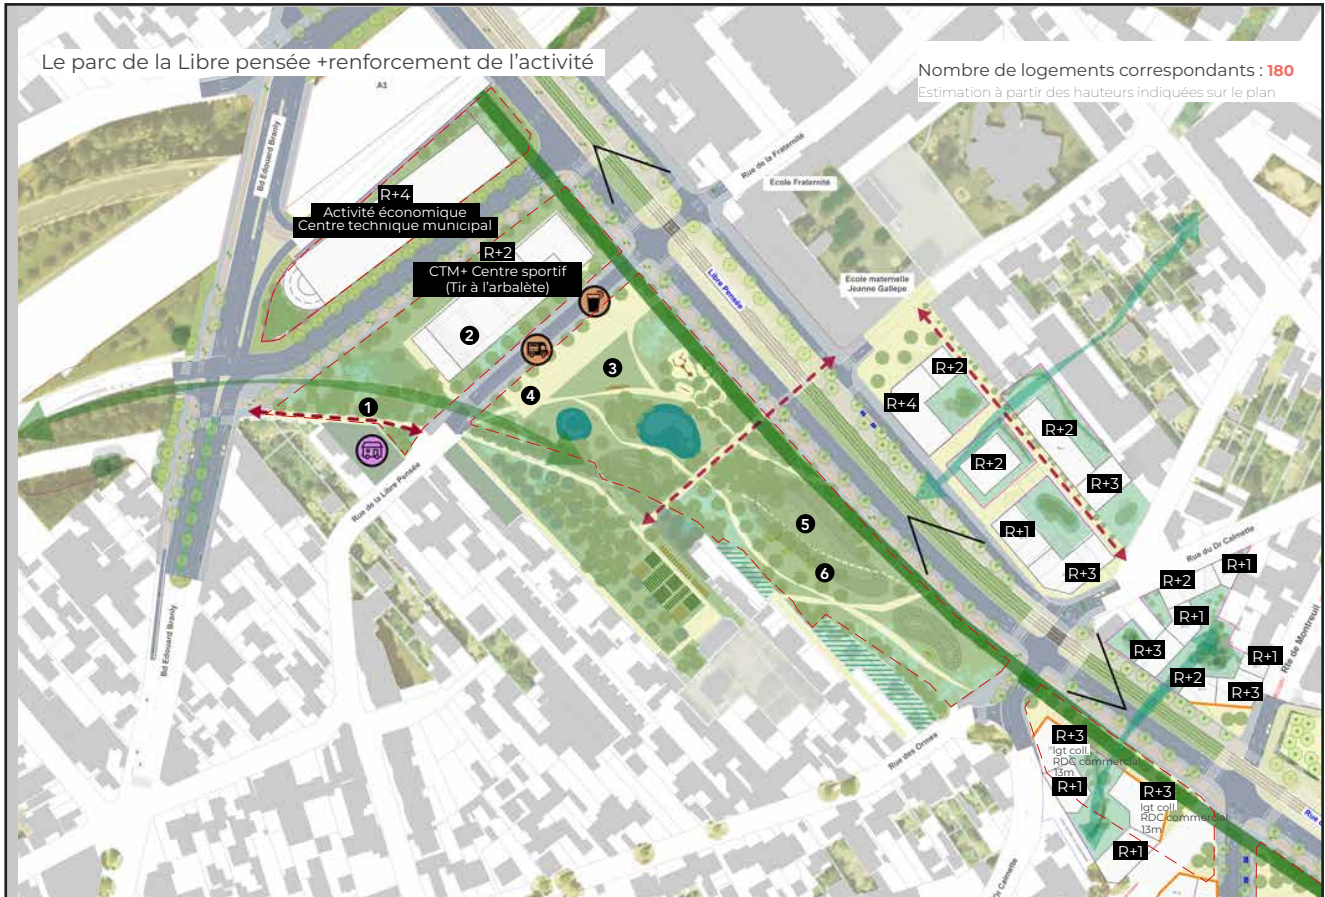 Le parc de la Libre pensée +renforcement de l'activité
Nombre de logements correspondants : 180
Estimation à partir des hauteurs indiquées sur le plan
A3
Bd Edouard Branly
Rue de la Fraternité
Ecole Fraternité
R+4
Activité économique
Centre technique municipal
R+2
CTM+ Centre sportif
(Tir à l'arbalète)
Libre Pensée
Ecole maternelle
Jeanne Gallepe
2
3
4
1
5
6
R+2
R+4
R+2
R+2
R+3
R+1
R+3
Rue de la Libre Pensée
Rue du Dr Calmette
R+1
R+2
R+1
R+3
R+1
R+2
R+3
Rte de Montreuil
Bd Edouard Branly
Rue des Ormes
R+3
lgt coll.
RDC commercial
13m
R+1
R+3
lgt coll
RDC commercial
13m
R+1
Dr Calmette